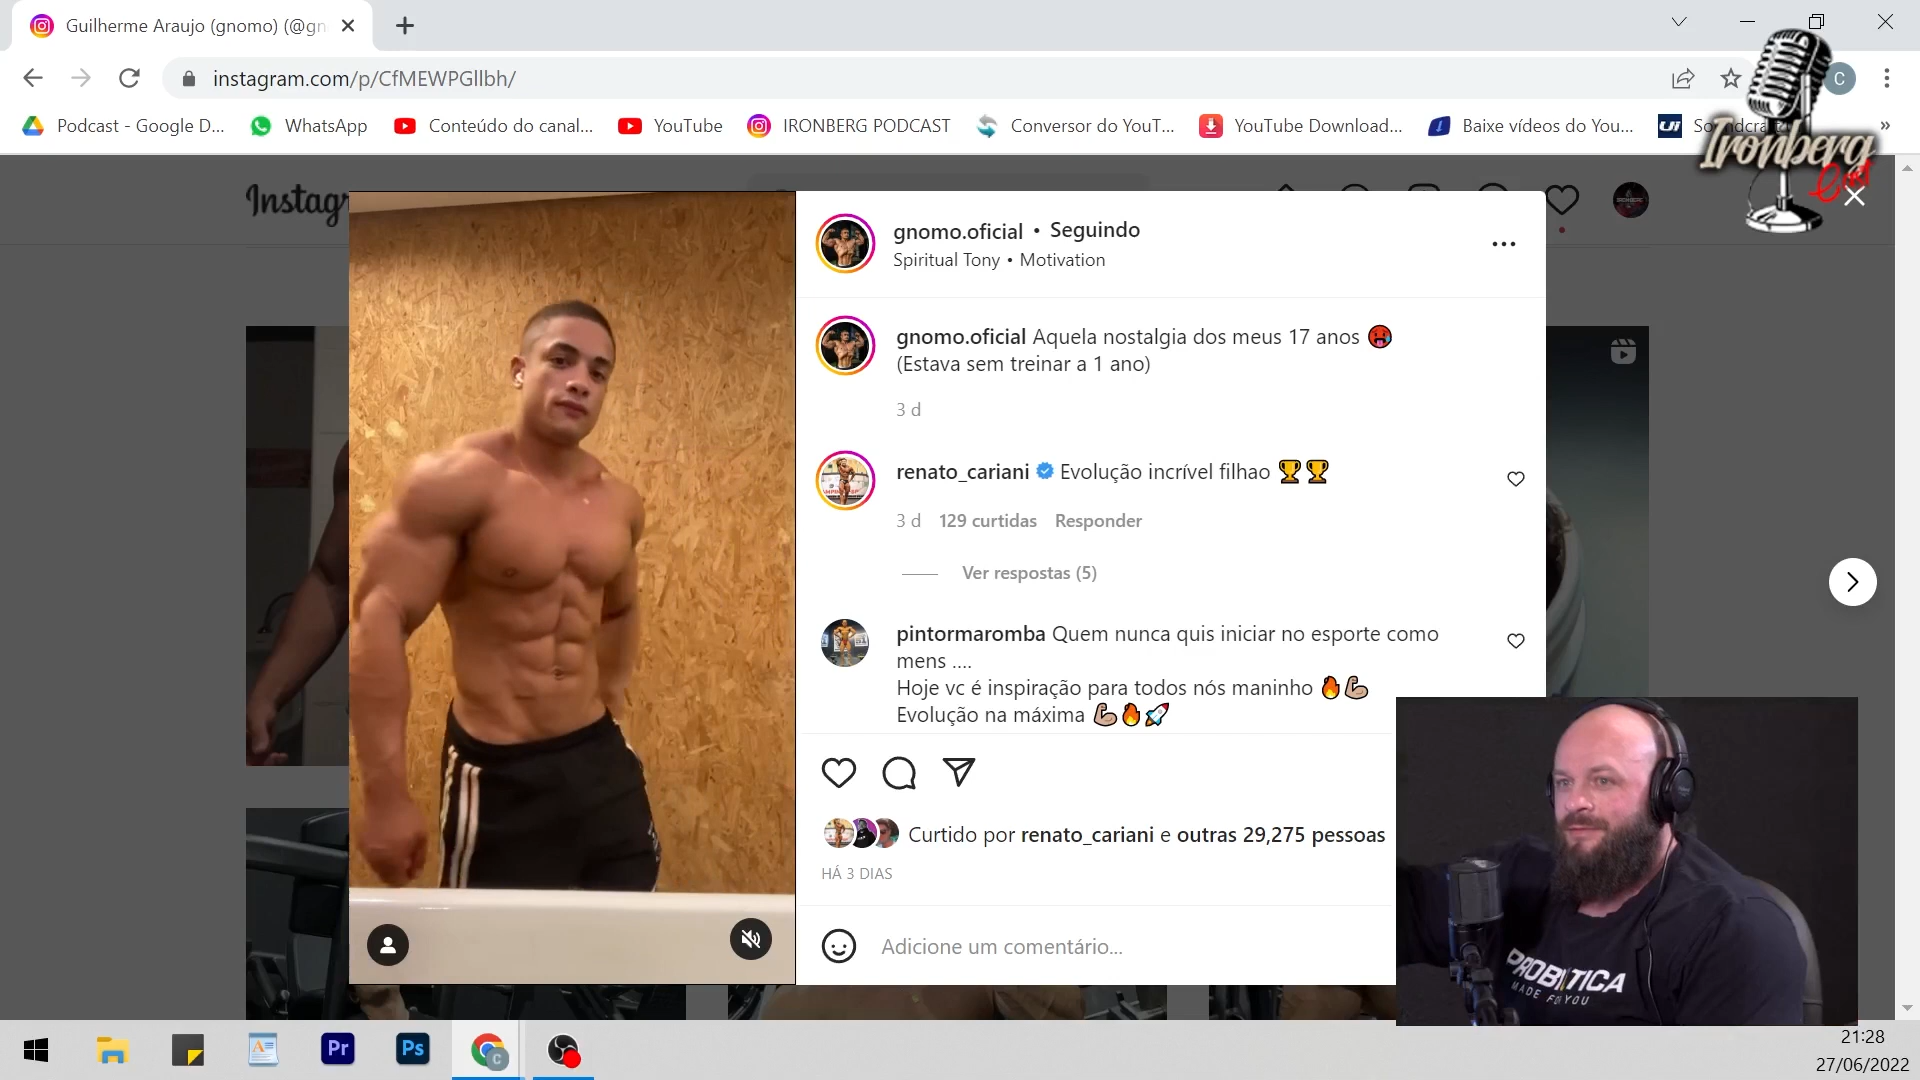 Guilherme Araujo (gnomo) (@gn
instagram.com/p/CfMEWPGllbh/
C
Podcast - Google D...
WhatsApp
Conteúdo do canal...
YouTube
IRONBERG PODCAST
Conversor do YouT...
YouTube Download...
Baixe vídeos do You...
»
Ironberg
Cast
Instagr
gnomo.oficial • Seguindo
Spiritual Tony • Motivation
gnomo.oficial Aquela nostalgia dos meus 17 anos 🥵
(Estava sem treinar a 1 ano)
3 d
renato_cariani Evolução incrível filhao 🏆🏆
3 d 129 curtidas Responder
Ver respostas (5)
pintormaromba Quem nunca quis iniciar no esporte como
mens ....
Hoje vc é inspiração para todos nós maninho 🔥💪🏼
Evolução na máxima 💪🏼🔥🚀
Curtido por renato_cariani e outras 29,275 pessoas
HÁ 3 DIAS
Adicione um comentário...
PROBIÓTICA
MADE FOR YOU
Pr
Ps
C
21:28
27/06/2022